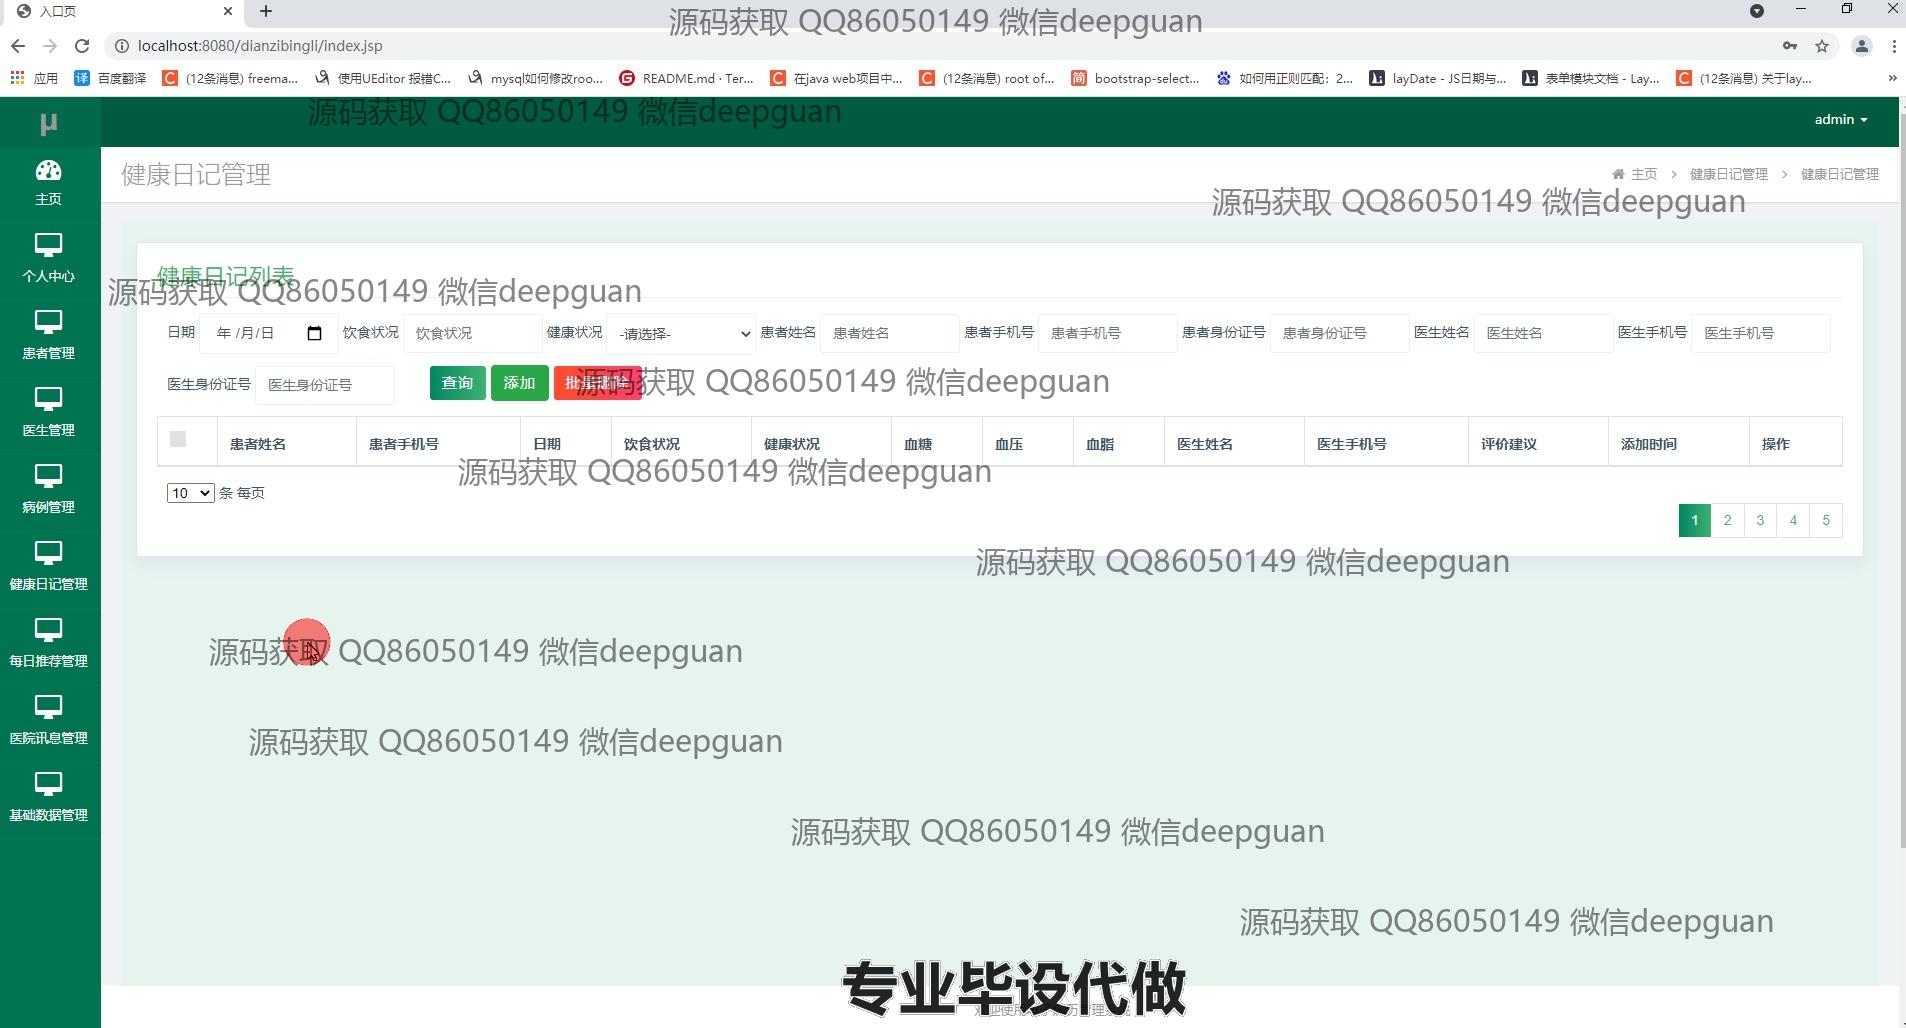 入口页
源码获取 QQ86050149 微信deepguan
localhost:8080/dianzibingli/index.jsp
应用 百度翻译 (12条消息) freema... 使用UEditor 报错C... mysql如何修改roo... README.md · Ter... 在java web项目中... (12条消息) root of... bootstrap-select... 如何用正则匹配：2... layDate - JS日期与... 表单模块文档 - Lay... (12条消息) 关于lay...
源码获取 QQ86050149 微信deepguan
μ
admin
主页
健康日记管理
主页 > 健康日记管理 > 健康日记管理
源码获取 QQ86050149 微信deepguan
个人中心
健康日记列表
源码获取 QQ86050149 微信deepguan
患者管理
日期 年 /月/日 饮食状况 饮食状况 健康状况 -请选择- 患者姓名 患者姓名 患者手机号 患者手机号 患者身份证号 患者身份证号 医生姓名 医生姓名 医生手机号 医生手机号
医生身份证号 医生身份证号 查询 添加 批量删除
源码获取 QQ86050149 微信deepguan
医生管理
患者姓名 患者手机号 日期 饮食状况 健康状况 血糖 血压 血脂 医生姓名 医生手机号 评价建议 添加时间 操作
源码获取 QQ86050149 微信deepguan
10 条 每页
病例管理
1 2 3 4 5
源码获取 QQ86050149 微信deepguan
健康日记管理
源码获取 QQ86050149 微信deepguan
每日推荐管理
医院讯息管理
源码获取 QQ86050149 微信deepguan
基础数据管理
源码获取 QQ86050149 微信deepguan
源码获取 QQ86050149 微信deepguan
专业毕设代做